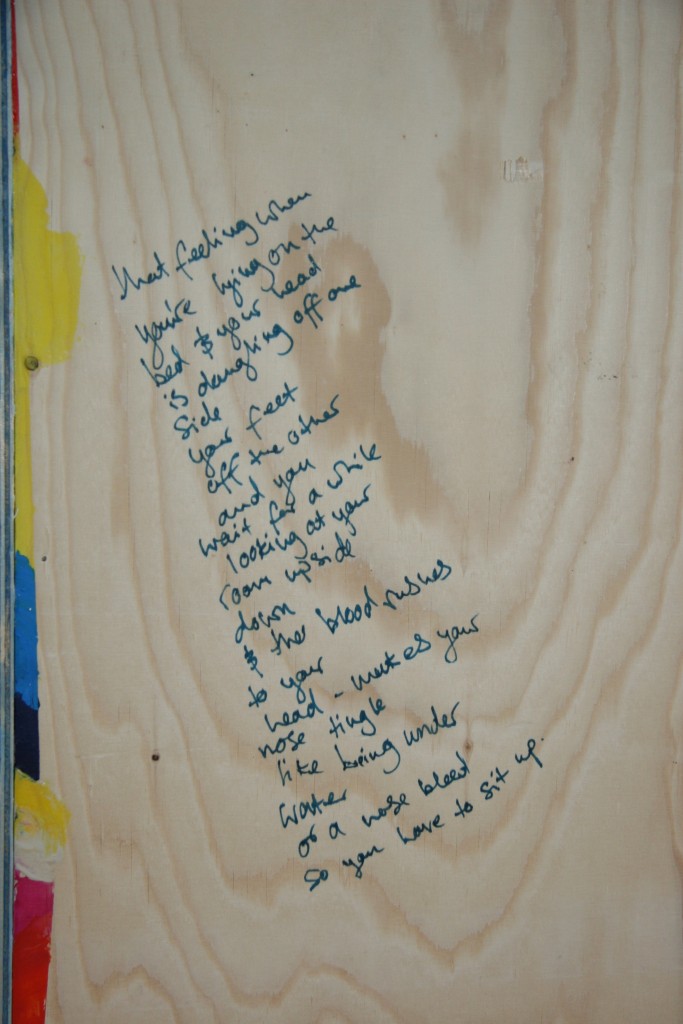 that feeling when
you're lying on the
bed & your head
is dangling off one
side
your feet
off the other
and you
wait for a while
looking at your
room upside
down
& the blood rushes
to your
head - makes your
nose tingle
like being under
water
or a nose bleed
so you have to sit up.